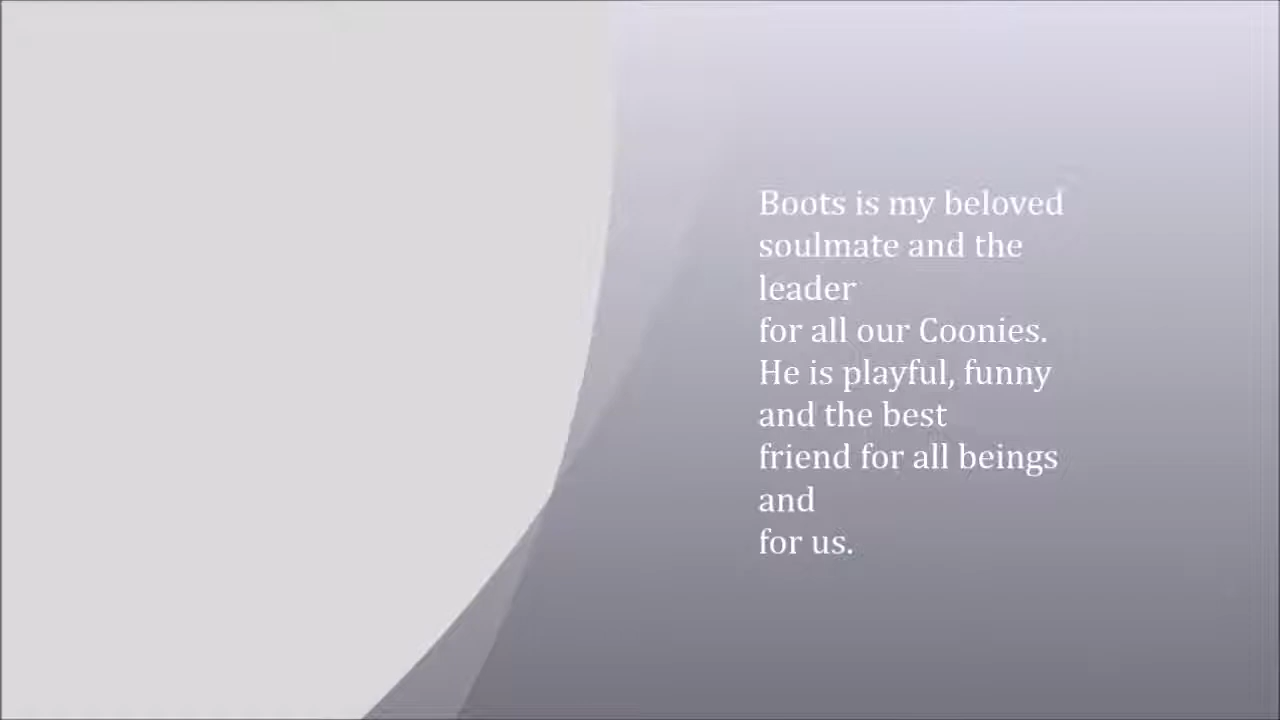 Boots is my beloved
soulmate and the
leader
for all our Coonies.
He is playful, funny
and the best
friend for all beings
and
for us.